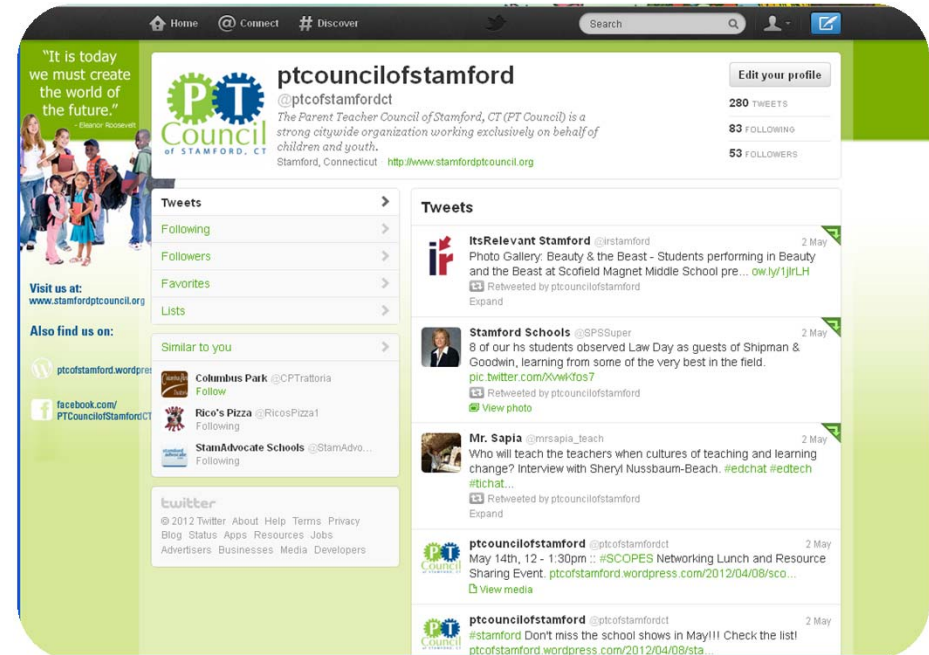 Home @ Connect # Discover
Search
"It is today
we must create
the world of
the future."
- Eleanor Roosevelt
Visit us at:
www.stamfordptcouncil.org
Also find us on:
ptcofstamford.wordpres
facebook.com/
PTCouncilofStamfordCT
PT
Council
of STAMFORD, CT
ptcouncilofstamford
@ptcofstamfordct
The Parent Teacher Council of Stamford, CT (PT Council) is a
strong citywide organization working exclusively on behalf of
children and youth.
Stamford, Connecticut http://www.stamfordptcouncil.org
Edit your profile
280 TWEETS
83 FOLLOWING
53 FOLLOWERS
Tweets
Following
Followers
Favorites
Lists
Similar to you
Columbus Park @CPTrattoria
Follow
Rico's Pizza @RicosPizza1
Following
StamAdvocate Schools @StamAdvo...
Following
twitter
© 2012 Twitter About Help Terms Privacy
Blog Status Apps Resources Jobs
Advertisers Businesses Media Developers
Tweets
ir
ItsRelevant Stamford @irstamford 2 May
Photo Gallery: Beauty & the Beast - Students performing in Beauty
and the Beast at Scofield Magnet Middle School pre... ow.ly/1jlrLH
Retweeted by ptcouncilofstamford
Expand
Stamford Schools @SPSSuper 2 May
8 of our hs students observed Law Day as guests of Shipman &
Goodwin, learning from some of the very best in the field.
pic.twitter.com/XvwKfos7
Retweeted by ptcouncilofstamford
View photo
Mr. Sapia @mrsapia_teach 2 May
Who will teach the teachers when cultures of teaching and learning
change? Interview with Sheryl Nussbaum-Beach. #edchat #edtech
#tichat...
Retweeted by ptcouncilofstamford
Expand
PT
Council
ptcouncilofstamford @ptcofstamfordct 2 May
May 14th, 12 - 1:30pm :: #SCOPES Networking Lunch and Resource
Sharing Event. ptcofstamford.wordpress.com/2012/04/08/sco...
View media
PT
Council
ptcouncilofstamford @ptcofstamfordct 2 May
#stamford Don't miss the school shows in May!!! Check the list!
ptcofstamford.wordpress.com/2012/04/08/sta...